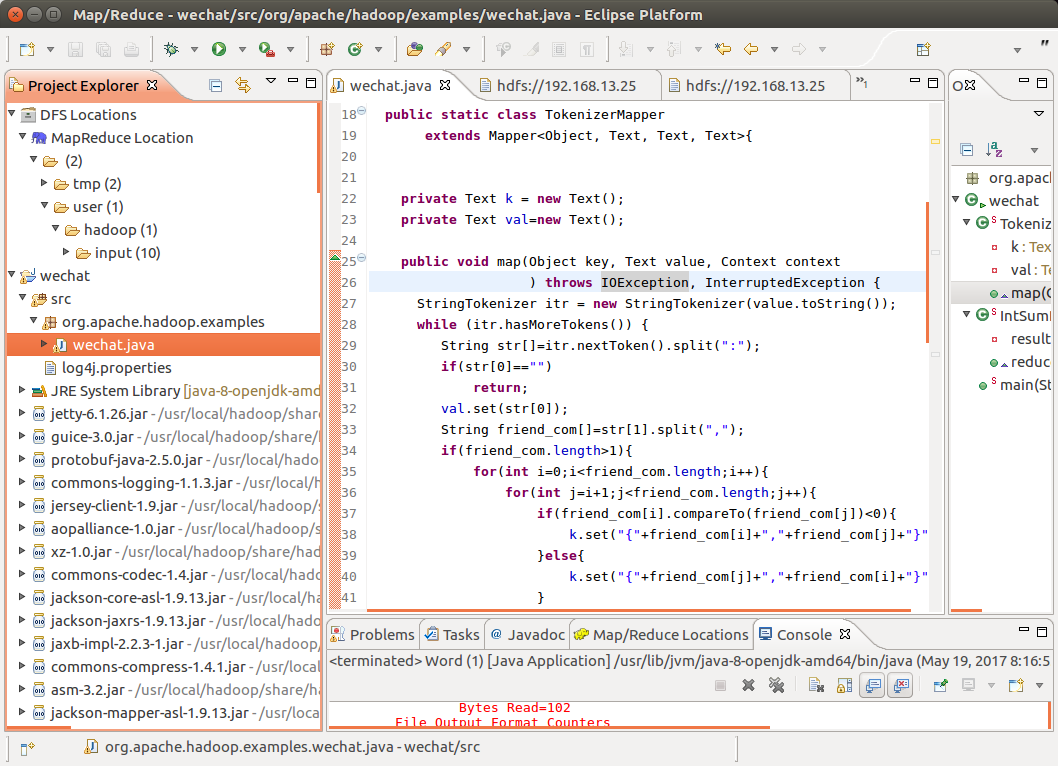 Map/Reduce - wechat/src/org/apache/hadoop/examples/wechat.java - Eclipse Platform
Project Explorer
DFS Locations
MapReduce Location
(2)
tmp (2)
user (1)
hadoop (1)
input (10)
wechat
src
org.apache.hadoop.examples
wechat.java
log4j.properties
JRE System Library [java-8-openjdk-amd
jetty-6.1.26.jar - /usr/local/hadoop/share
guice-3.0.jar - /usr/local/hadoop/share/
protobuf-java-2.5.0.jar - /usr/local/hado
commons-logging-1.1.3.jar - /usr/local/
jersey-client-1.9.jar - /usr/local/hadoop/
aopalliance-1.0.jar - /usr/local/hadoop/s
xz-1.0.jar - /usr/local/hadoop/share/had
commons-codec-1.4.jar - /usr/local/hadc
jackson-core-asl-1.9.13.jar - /usr/local/h
jackson-jaxrs-1.9.13.jar - /usr/local/hado
jaxb-impl-2.2.3-1.jar - /usr/local/hadoop
commons-compress-1.4.1.jar - /usr/local
asm-3.2.jar - /usr/local/hadoop/share/ha
jackson-mapper-asl-1.9.13.jar - /usr/local
wechat.java hdfs://192.168.13.25 hdfs://192.168.13.25 »1
18 public static class TokenizerMapper
19 extends Mapper<Object, Text, Text, Text>{
20
21
22 private Text k = new Text();
23 private Text val=new Text();
24
25 public void map(Object key, Text value, Context context
26 ) throws IOException, InterruptedException {
27 StringTokenizer itr = new StringTokenizer(value.toString());
28 while (itr.hasMoreTokens()) {
29 String str[]=itr.nextToken().split(":");
30 if(str[0]=="")
31 return;
32 val.set(str[0]);
33 String friend_com[]=str[1].split(",");
34 if(friend_com.length>1){
35 for(int i=0;i<friend_com.length;i++){
36 for(int j=i+1;j<friend_com.length;j++){
37 if(friend_com[i].compareTo(friend_com[j])<0){
38 k.set("{"+friend_com[i]+","+friend_com[j]+"}"
39 }else{
40 k.set("{"+friend_com[j]+","+friend_com[i]+"}"
41 }
O
org.apacl
wechat
Tokeniz
k : Tex
val : Te
map(O
IntSum
result
reduc
main(St
Problems Tasks Javadoc Map/Reduce Locations Console
<terminated> Word (1) [Java Application] /usr/lib/jvm/java-8-openjdk-amd64/bin/java (May 19, 2017 8:16:5
Bytes Read=102
File Output Format Counters
org.apache.hadoop.examples.wechat.java - wechat/src